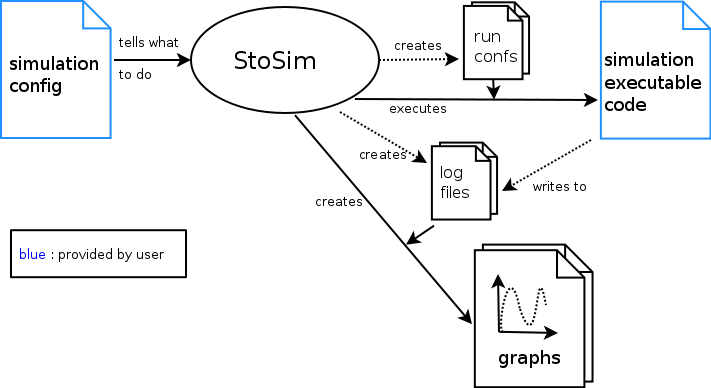 simulation
config
tells what
to do
StoSim
creates
run
confs
simulation
executable
code
executes
creates
log
files
writes to
creates
blue : provided by user
graphs